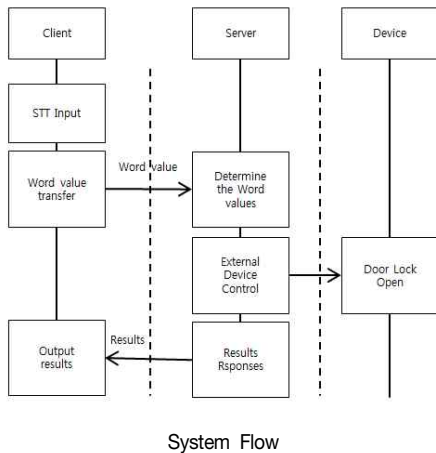 Client
Server
Device
STT Input
Word value
Word value
transfer
Determine
the Word
values
External
Device
Control
Door Lock
Open
Results
Output
results
Results
Rsponses
System Flow